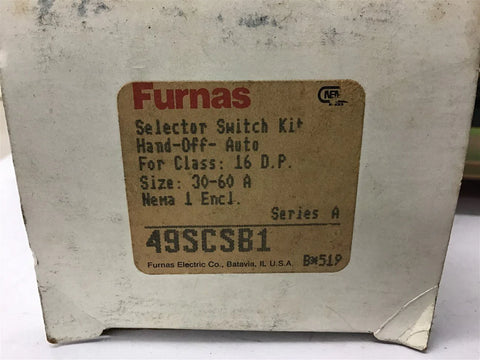 Furnas
Selector Switch Kit
Hand-Off- Auto
For Class: 16 D.P.
Size: 30-60 A
Nema 1 Encl.
Series A
49SCSB1
Furnas Electric Co., Batavia, IL U.S.A.